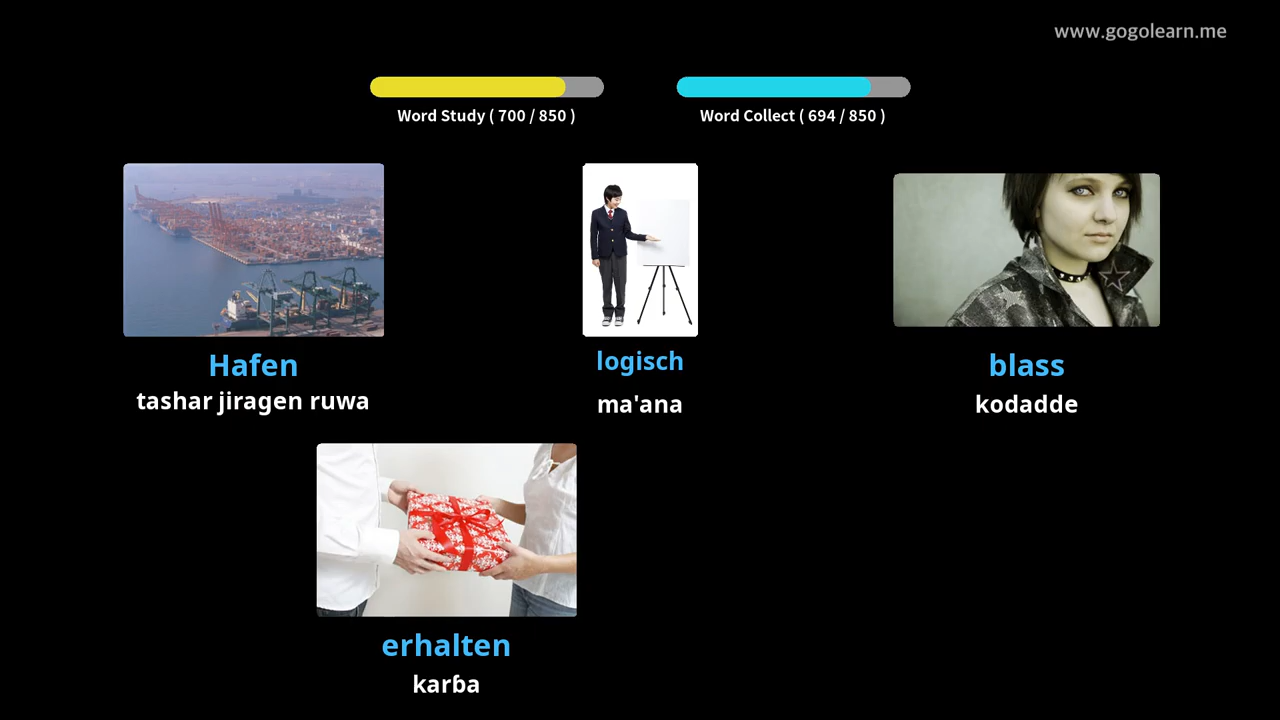 www.gogolearn.me
Word Study ( 700 / 850 )
Word Collect ( 694 / 850 )
Hafen
tashar jiragen ruwa
logisch
ma'ana
blass
kodadde
erhalten
karɓa